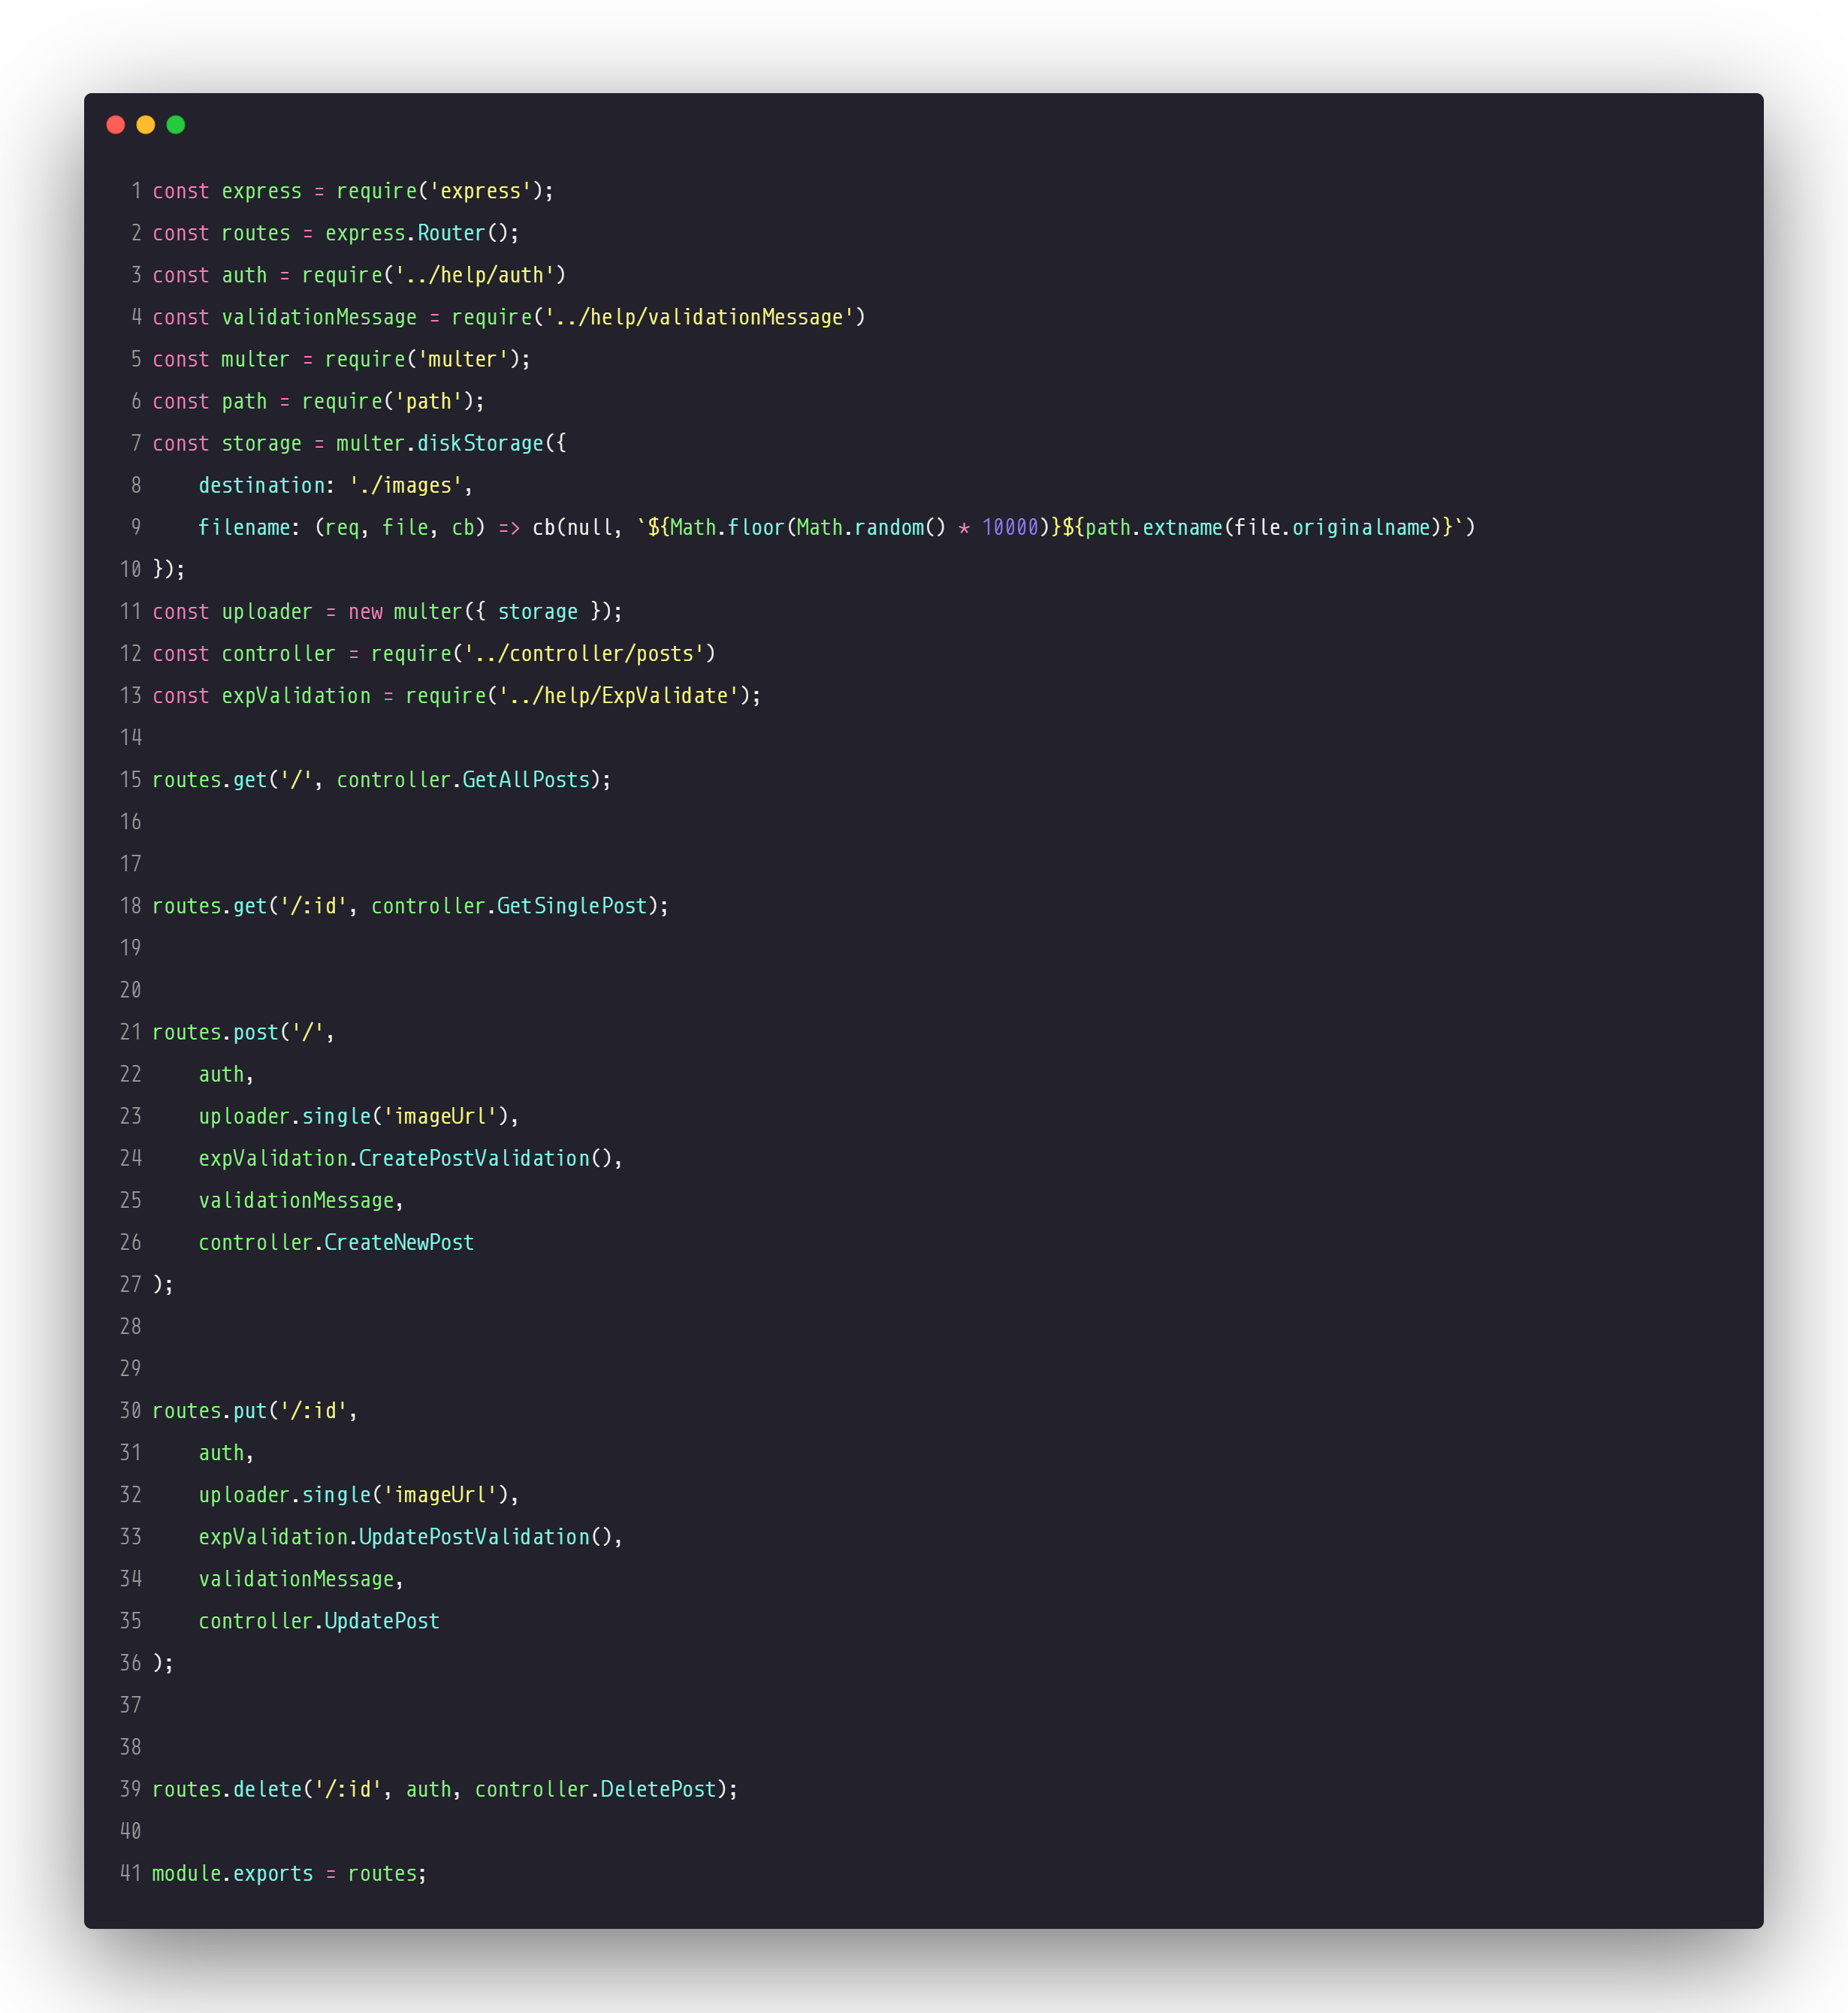 1 const express = require('express');
2 const routes = express.Router();
3 const auth = require('../help/auth')
4 const validationMessage = require('../help/validationMessage')
5 const multer = require('multer');
6 const path = require('path');
7 const storage = multer.diskStorage({
8     destination: './images',
9     filename: (req, file, cb) => cb(null, `${Math.floor(Math.random() * 10000)}${path.extname(file.originalname)}`)
10 });
11 const uploader = new multer({ storage });
12 const controller = require('../controller/posts')
13 const expValidation = require('../help/ExpValidate');
14
15 routes.get('/', controller.GetAllPosts);
16
17
18 routes.get('/:id', controller.GetSinglePost);
19
20
21 routes.post('/',
22     auth,
23     uploader.single('imageUrl'),
24     expValidation.CreatePostValidation(),
25     validationMessage,
26     controller.CreateNewPost
27 );
28
29
30 routes.put('/:id',
31     auth,
32     uploader.single('imageUrl'),
33     expValidation.UpdatePostValidation(),
34     validationMessage,
35     controller.UpdatePost
36 );
37
38
39 routes.delete('/:id', auth, controller.DeletePost);
40
41 module.exports = routes;